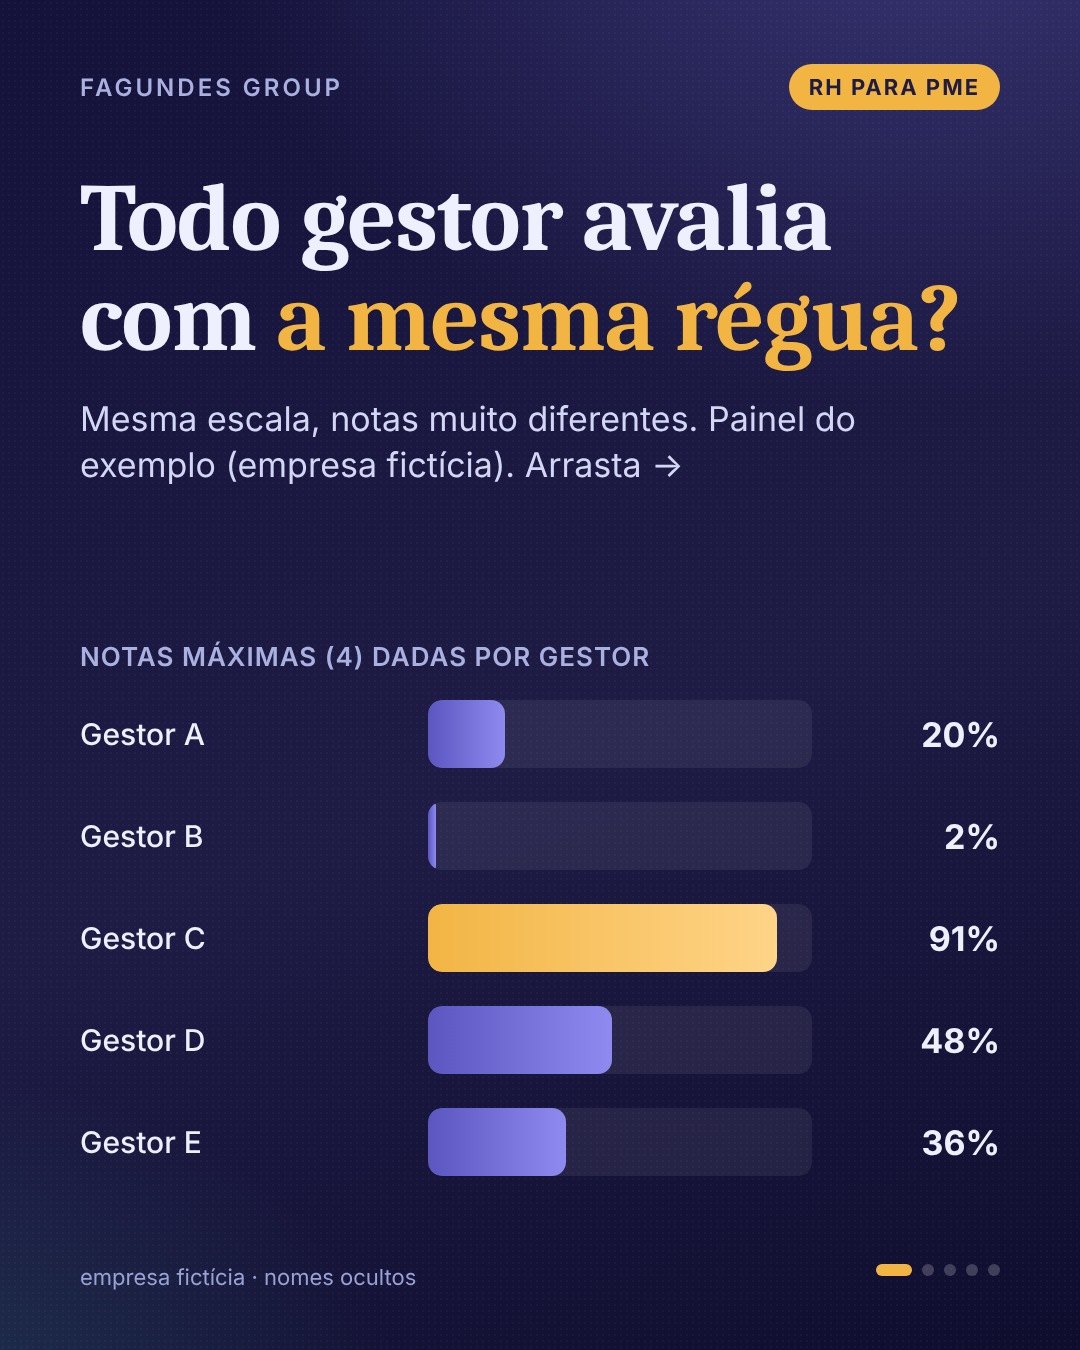 FAGUNDES GROUP
RH PARA PME
Todo gestor avalia
com a mesma régua?
Mesma escala, notas muito diferentes. Painel do
exemplo (empresa fictícia). Arrasta →
NOTAS MÁXIMAS (4) DADAS POR GESTOR
Gestor A 20%
Gestor B 2%
Gestor C 91%
Gestor D 48%
Gestor E 36%
empresa fictícia · nomes ocultos